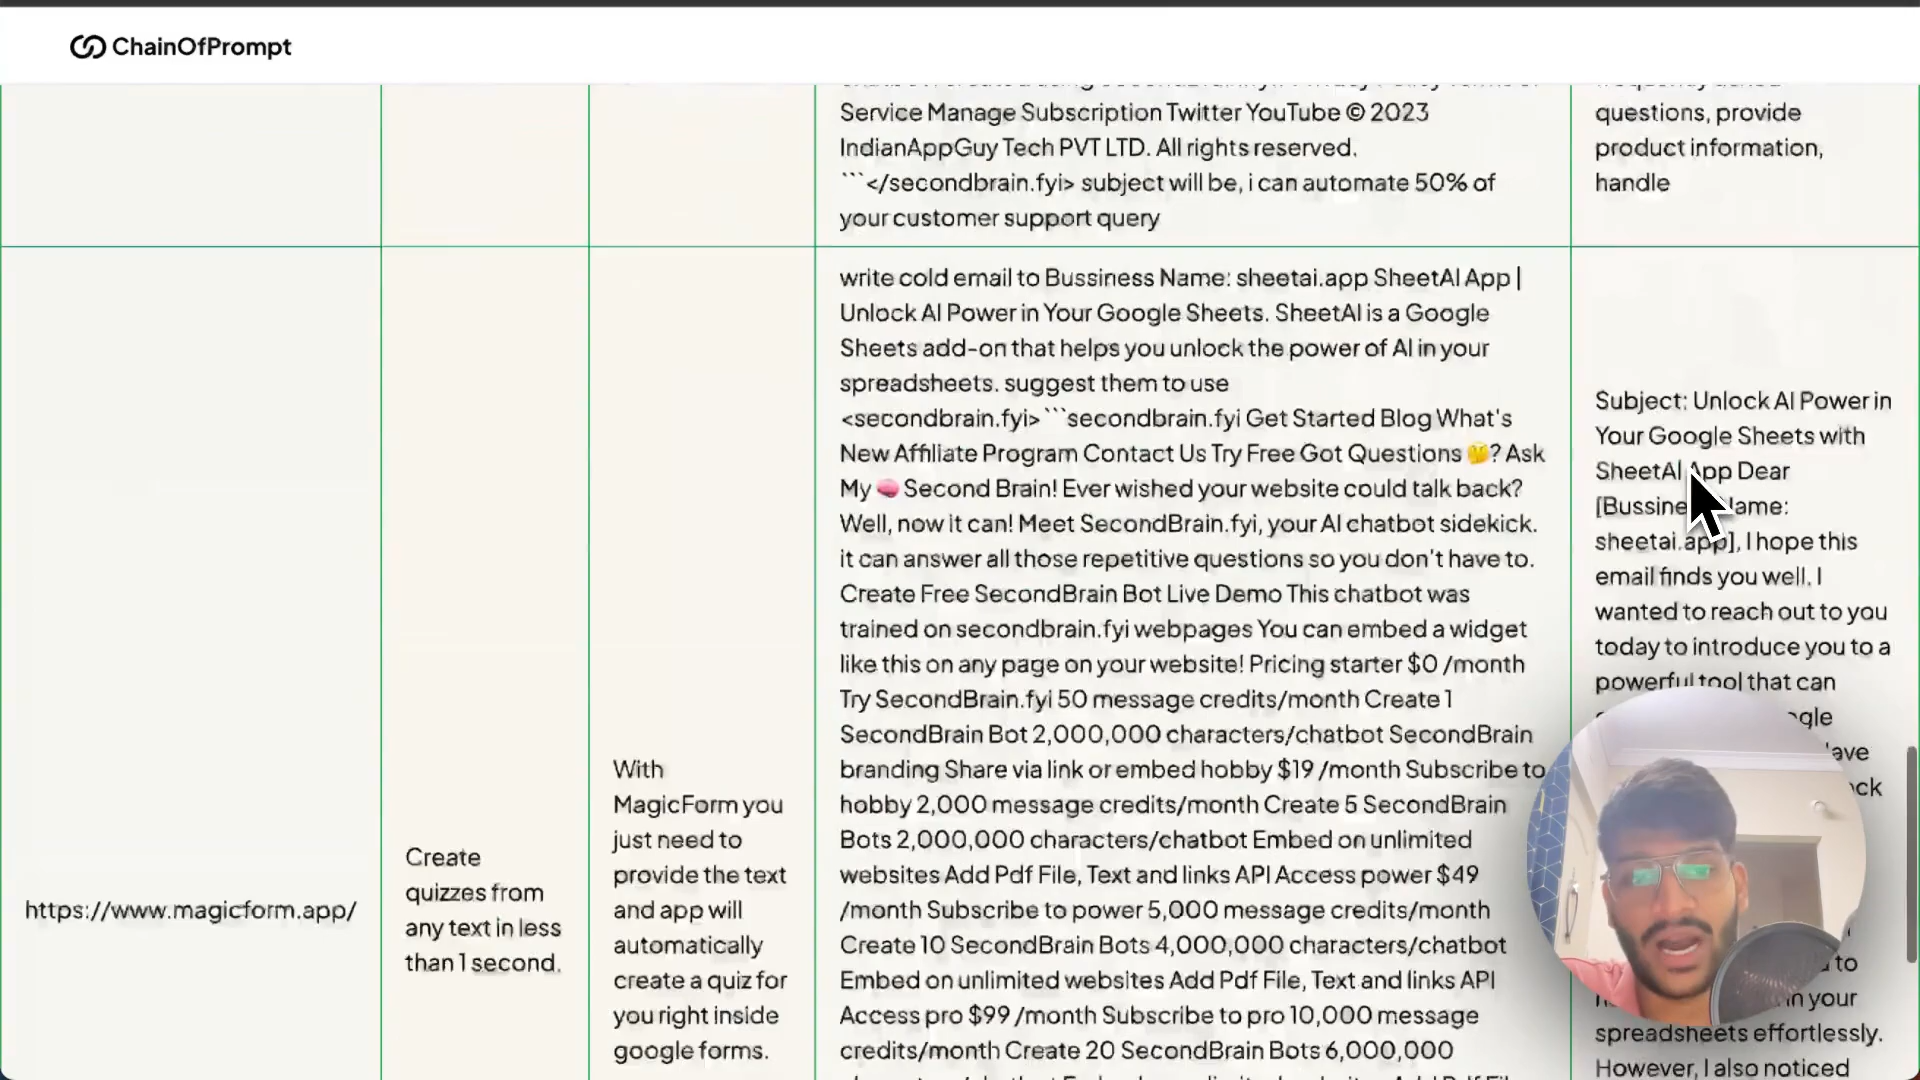 ChainOfPrompt
Service Manage Subscription Twitter YouTube © 2023
IndianAppGuy Tech PVT LTD. All rights reserved.
```</secondbrain.fyi> subject will be, i can automate 50% of
your customer support query
questions, provide
product information,
handle
https://www.magicform.app/
Create
quizzes from
any text in less
than 1 second.
With
MagicForm you
just need to
provide the text
and app will
automatically
create a quiz for
you right inside
google forms.
write cold email to Bussiness Name: sheetai.app SheetAI App |
Unlock AI Power in Your Google Sheets. SheetAI is a Google
Sheets add-on that helps you unlock the power of AI in your
spreadsheets. suggest them to use
<secondbrain.fyi>```secondbrain.fyi Get Started Blog What's
New Affiliate Program Contact Us Try Free Got Questions 🤔? Ask
My 🧠 Second Brain! Ever wished your website could talk back?
Well, now it can! Meet SecondBrain.fyi, your AI chatbot sidekick.
it can answer all those repetitive questions so you don't have to.
Create Free SecondBrain Bot Live Demo This chatbot was
trained on secondbrain.fyi webpages You can embed a widget
like this on any page on your website! Pricing starter $0 /month
Try SecondBrain.fyi 50 message credits/month Create 1
SecondBrain Bot 2,000,000 characters/chatbot SecondBrain
branding Share via link or embed hobby $19 /month Subscribe to
hobby 2,000 message credits/month Create 5 SecondBrain
Bots 2,000,000 characters/chatbot Embed on unlimited
websites Add Pdf File, Text and links API Access power $49
/month Subscribe to power 5,000 message credits/month
Create 10 SecondBrain Bots 4,000,000 characters/chatbot
Embed on unlimited websites Add Pdf File, Text and links API
Access pro $99 /month Subscribe to pro 10,000 message
credits/month Create 20 SecondBrain Bots 6,000,000
Subject: Unlock AI Power in
Your Google Sheets with
SheetAI App Dear
[Bussine ame:
sheetai.app], I hope this
email finds you well. I
wanted to reach out to you
today to introduce you to a
powerful tool that can
to
in your
spreadsheets effortlessly.
However, I also noticed